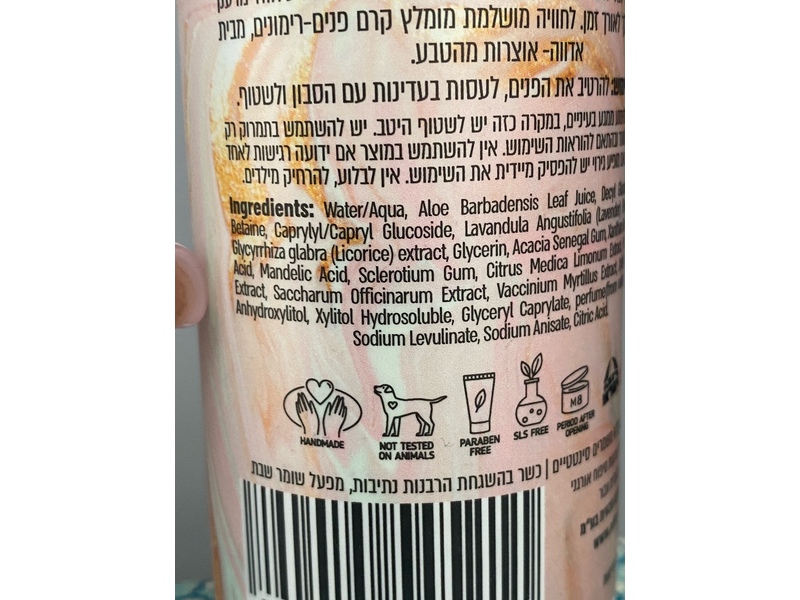 לאורך זמן. לחוויה מושלמת מומלץ קרם פנים-רימונים, מבית
אדווה- אוצרות מהטבע.
להרטיב את הפנים, לעסות בעדינות עם הסבון ולשטוף.
מגע בעיניים, במקרה כזה יש לשטוף היטב. יש להשתמש בתמרוק רק
בהתאם להוראות השימוש. אין להשתמש במוצר אם ידועה רגישות לאחד
גירוי יש להפסיק מיידית את השימוש. אין לבלוע, להרחיק מילדים.
Ingredients: Water/Aqua, Aloe Barbadensis Leaf Juice, Decyl
Betaine, Caprylyl/Capryl Glucoside, Lavandula Angustifolia (Lavender)
Glycyrrhiza glabra (Licorice) extract, Glycerin, Acacia Senegal Gum,
Acid, Mandelic Acid, Sclerotium Gum, Citrus Medica Limonum
Extract, Saccharum Officinarum Extract, Vaccinium Myrtillus Extract,
Anhydroxylitol, Xylitol Hydrosoluble, Glyceryl Caprylate,
Sodium Levulinate, Sodium Anisate, Citric Acid.
HANDMADE
NOT TESTED
ON ANIMALS
PARABEN
FREE
SLS FREE
M8
PERIOD AFTER
OPENING
סינטטיים | כשר בהשגחת הרבנות נתיבות, מפעל שומר שבת